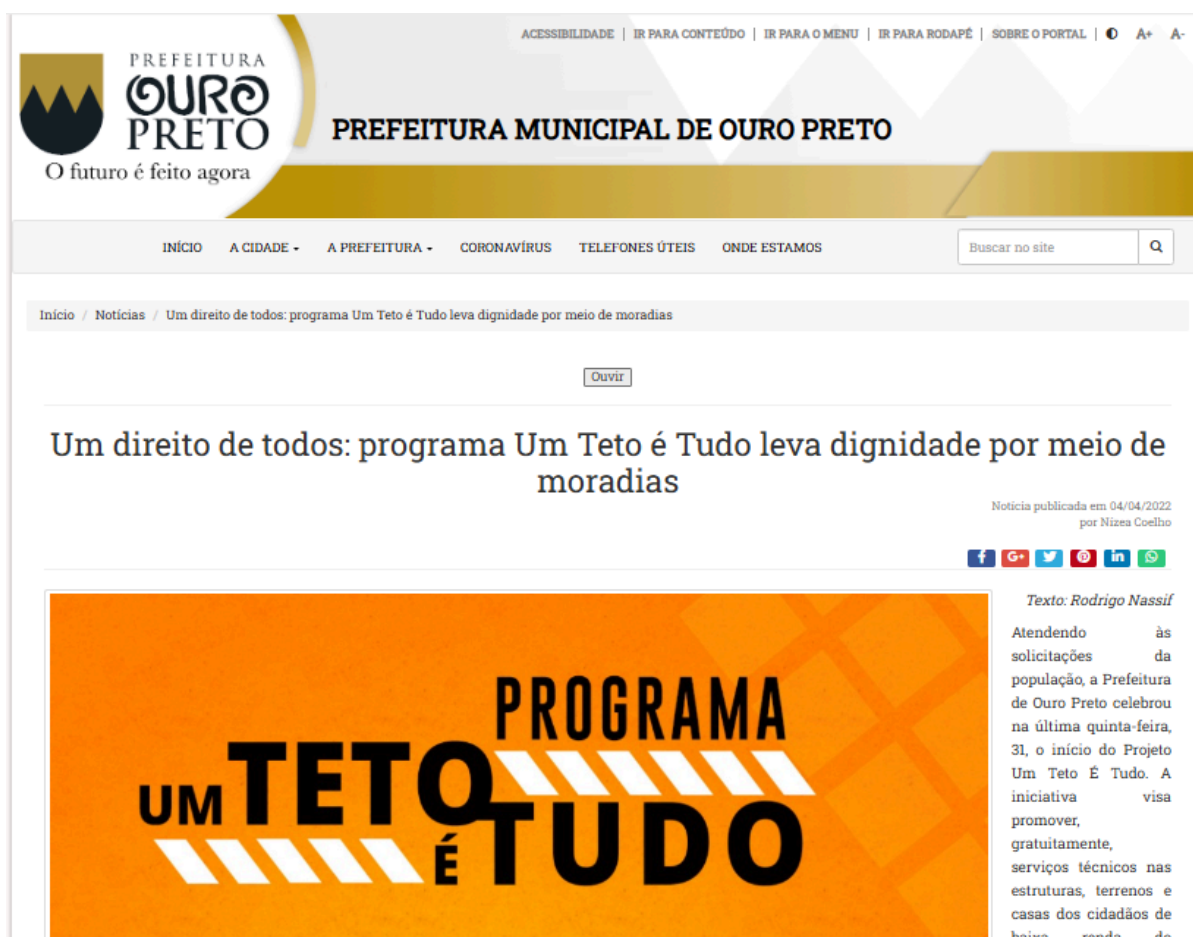 ACESSIBILIDADE | IR PARA CONTEÚDO | IR PARA O MENU | IR PARA RODAPÉ | SOBRE O PORTAL | A+ A-
PREFEITURA
OURO
PRETO
O futuro é feito agora
PREFEITURA MUNICIPAL DE OURO PRETO
INÍCIO A CIDADE A PREFEITURA CORONAVÍRUS TELEFONES ÚTEIS ONDE ESTAMOS Buscar no site
Início / Notícias / Um direito de todos: programa Um Teto é Tudo leva dignidade por meio de moradias
Ouvir
Um direito de todos: programa Um Teto é Tudo leva dignidade por meio de
moradias
Notícia publicada em 04/04/2022
por Nizea Coelho
f G+ in
PROGRAMA
UM TETO
É TUDO
Texto: Rodrigo Nassif
Atendendo às
solicitações da
população, a Prefeitura
de Ouro Preto celebrou
na última quinta-feira,
31, o início do Projeto
Um Teto É Tudo. A
iniciativa visa
promover,
gratuitamente,
serviços técnicos nas
estruturas, terrenos e
casas dos cidadãos de
baixa renda do